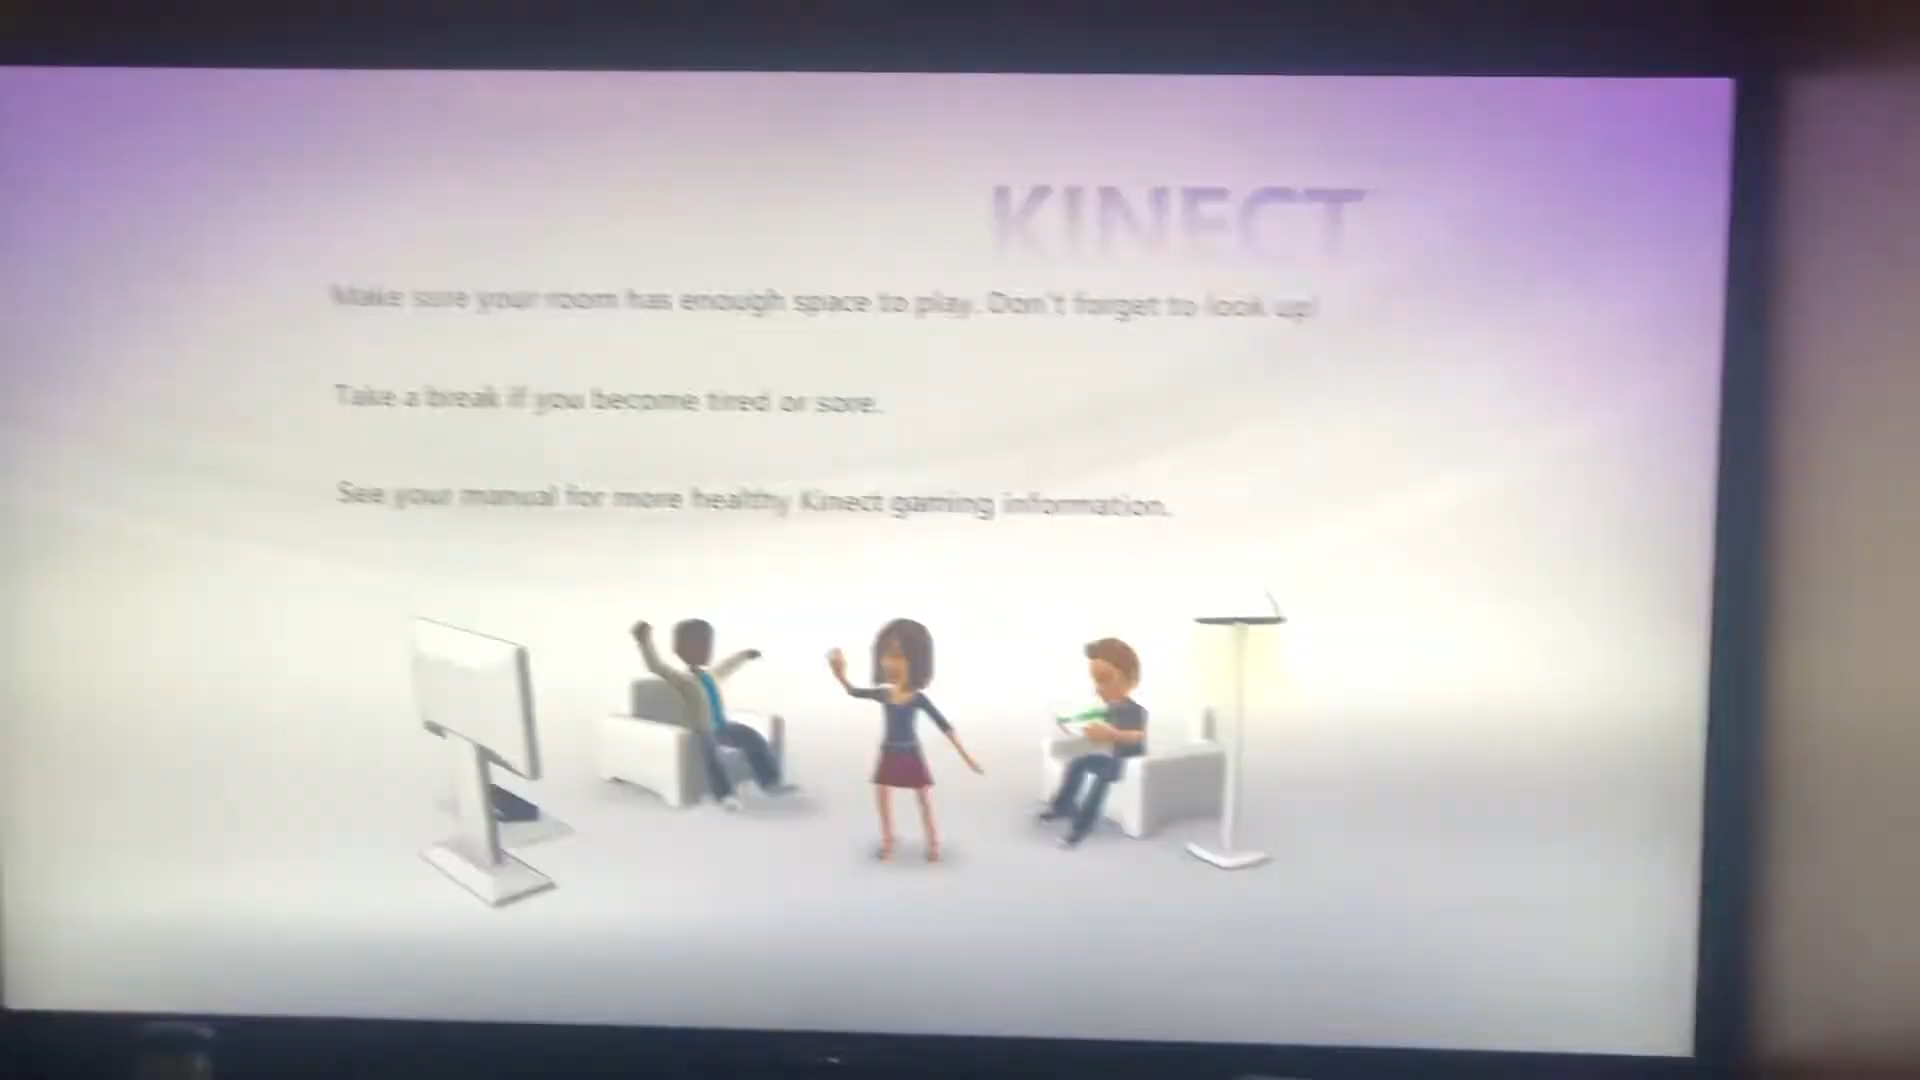 KINECT
Make sure your room has enough space to play. Don't forget to look up!
Take a break if you become tired or sore.
See your manual for more healthy Kinect gaming information.